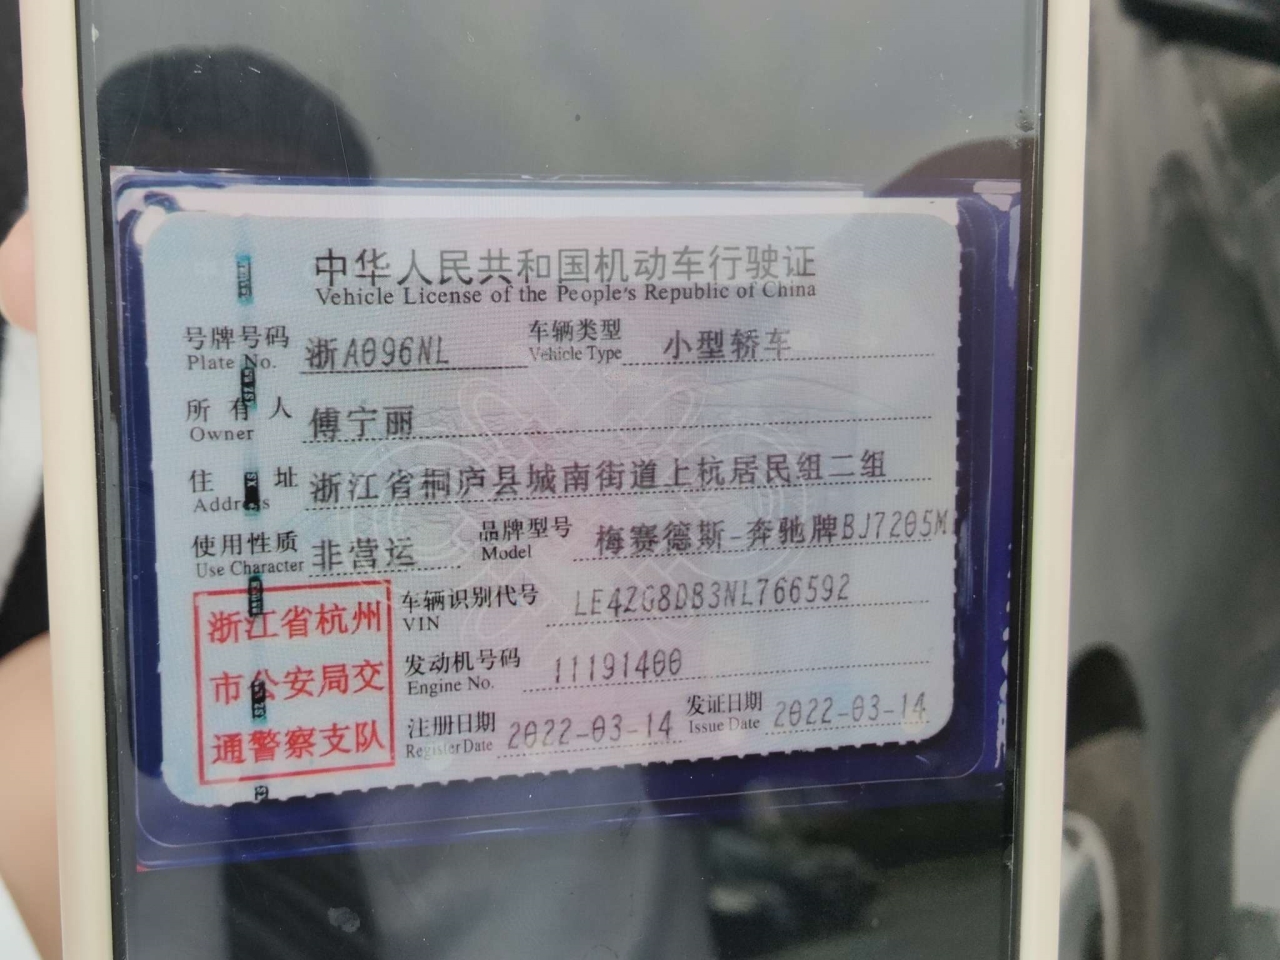 中华人民共和国机动车行驶证
Vehicle License of the People's Republic of China
号牌号码 浙A096NL 车辆类型 小型轿车
Plate No. Vehicle Type
所有人 傅宁丽
Owner
住址 浙江省桐庐县城南街道上杭居民组二组
Address
使用性质 非营运 品牌型号 梅赛德斯-奔驰牌BJ7205M
Use Character Model
浙江省杭州
市公安局交
通警察支队
车辆识别代号 LE4ZG8DB3NL766592
VIN
发动机号码 11191400
Engine No.
注册日期 2022-03-14 发证日期 2022-03-14
Register Date Issue Date